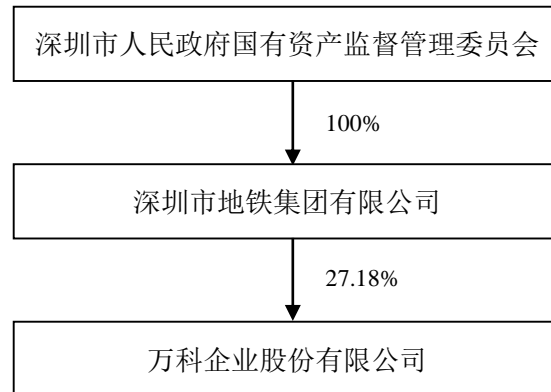 深圳市人民政府国有资产监督管理委员会
100%
深圳市地铁集团有限公司
27.18%
万科企业股份有限公司